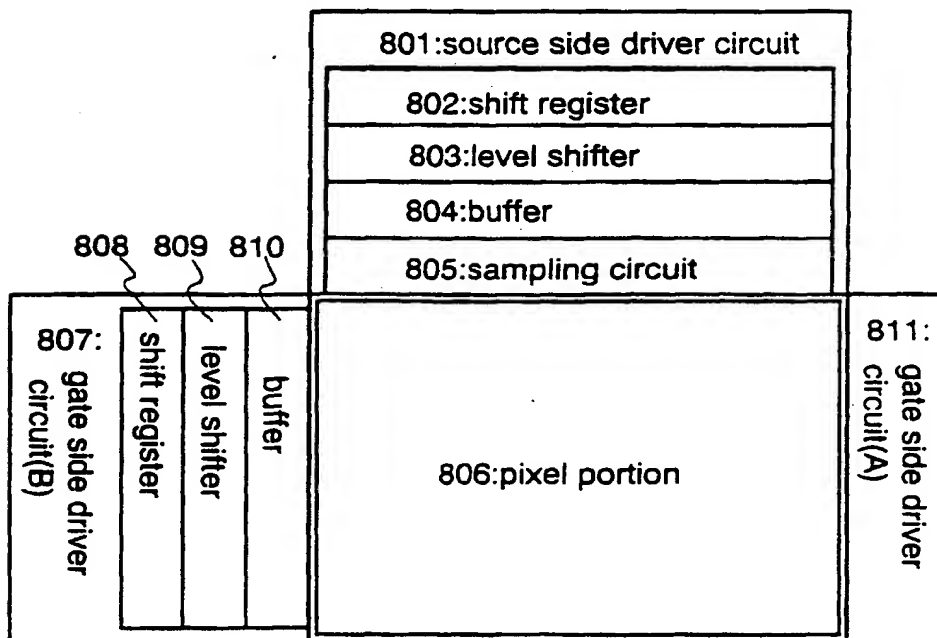 801:source side driver circuit
802:shift register
803:level shifter
804:buffer
805:sampling circuit
808
809
810
807:
gate side driver
circuit(B)
shift register
level shifter
buffer
806:pixel portion
811:
gate side driver
circuit(A)